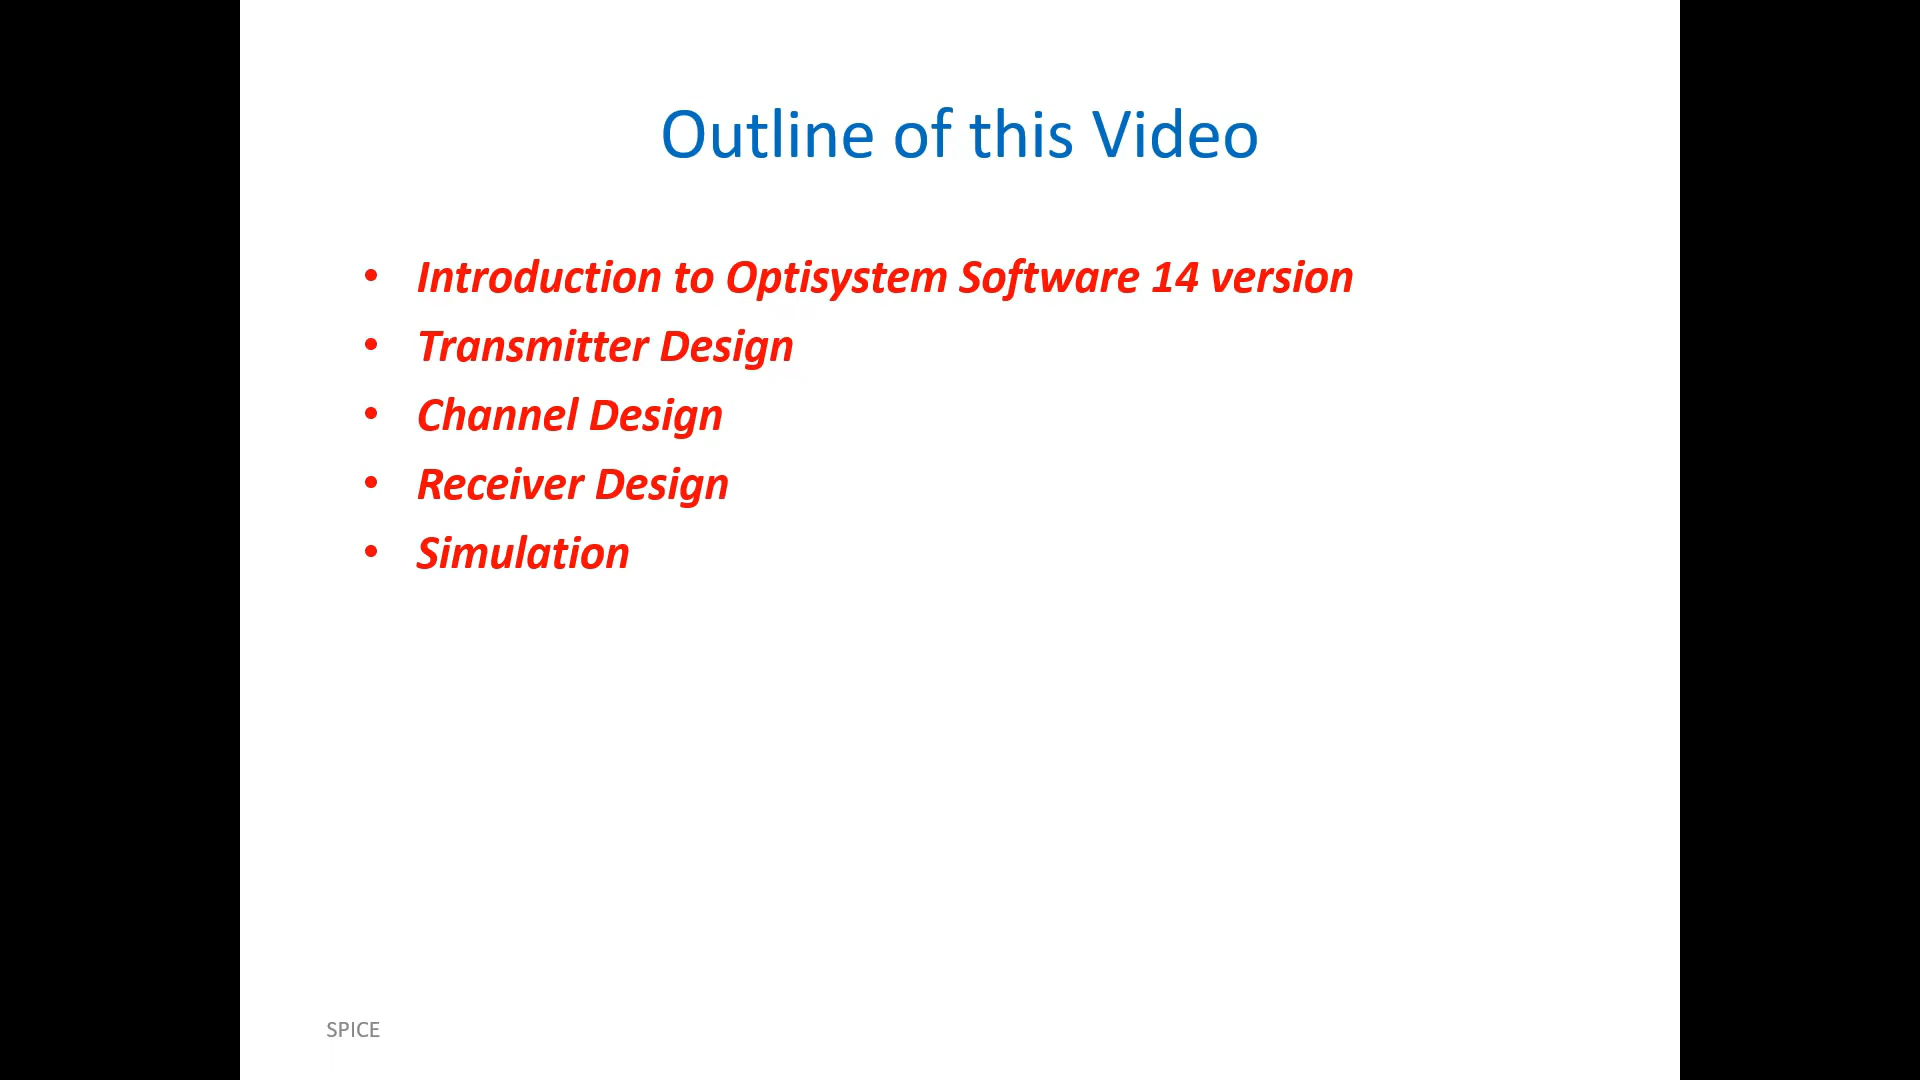 Outline of this Video
• Introduction to Optisystem Software 14 version
• Transmitter Design
• Channel Design
• Receiver Design
• Simulation
SPICE